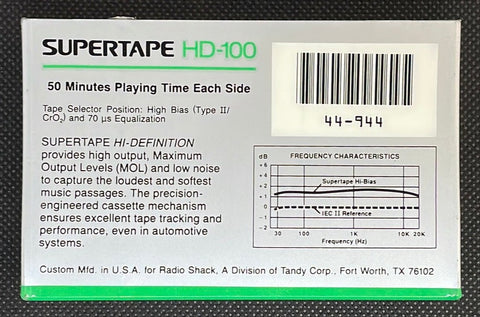 SUPERTAPE HD-100
50 Minutes Playing Time Each Side
Tape Selector Position: High Bias (Type II/
CrO₂) and 70 µs Equalization
44-944
SUPERTAPE HI-DEFINITION
provides high output, Maximum
Output Levels (MOL) and low noise
to capture the loudest and softest
music passages. The precision-
engineered cassette mechanism
ensures excellent tape tracking and
performance, even in automotive
systems.
FREQUENCY CHARACTERISTICS
dB
+6
+4
+2
0
-2
Supertape Hi-Bias
IEC II Reference
30 100 1K 10K 20K
Frequency (Hz)
Custom Mfd. in U.S.A. for Radio Shack, A Division of Tandy Corp., Fort Worth, TX 76102